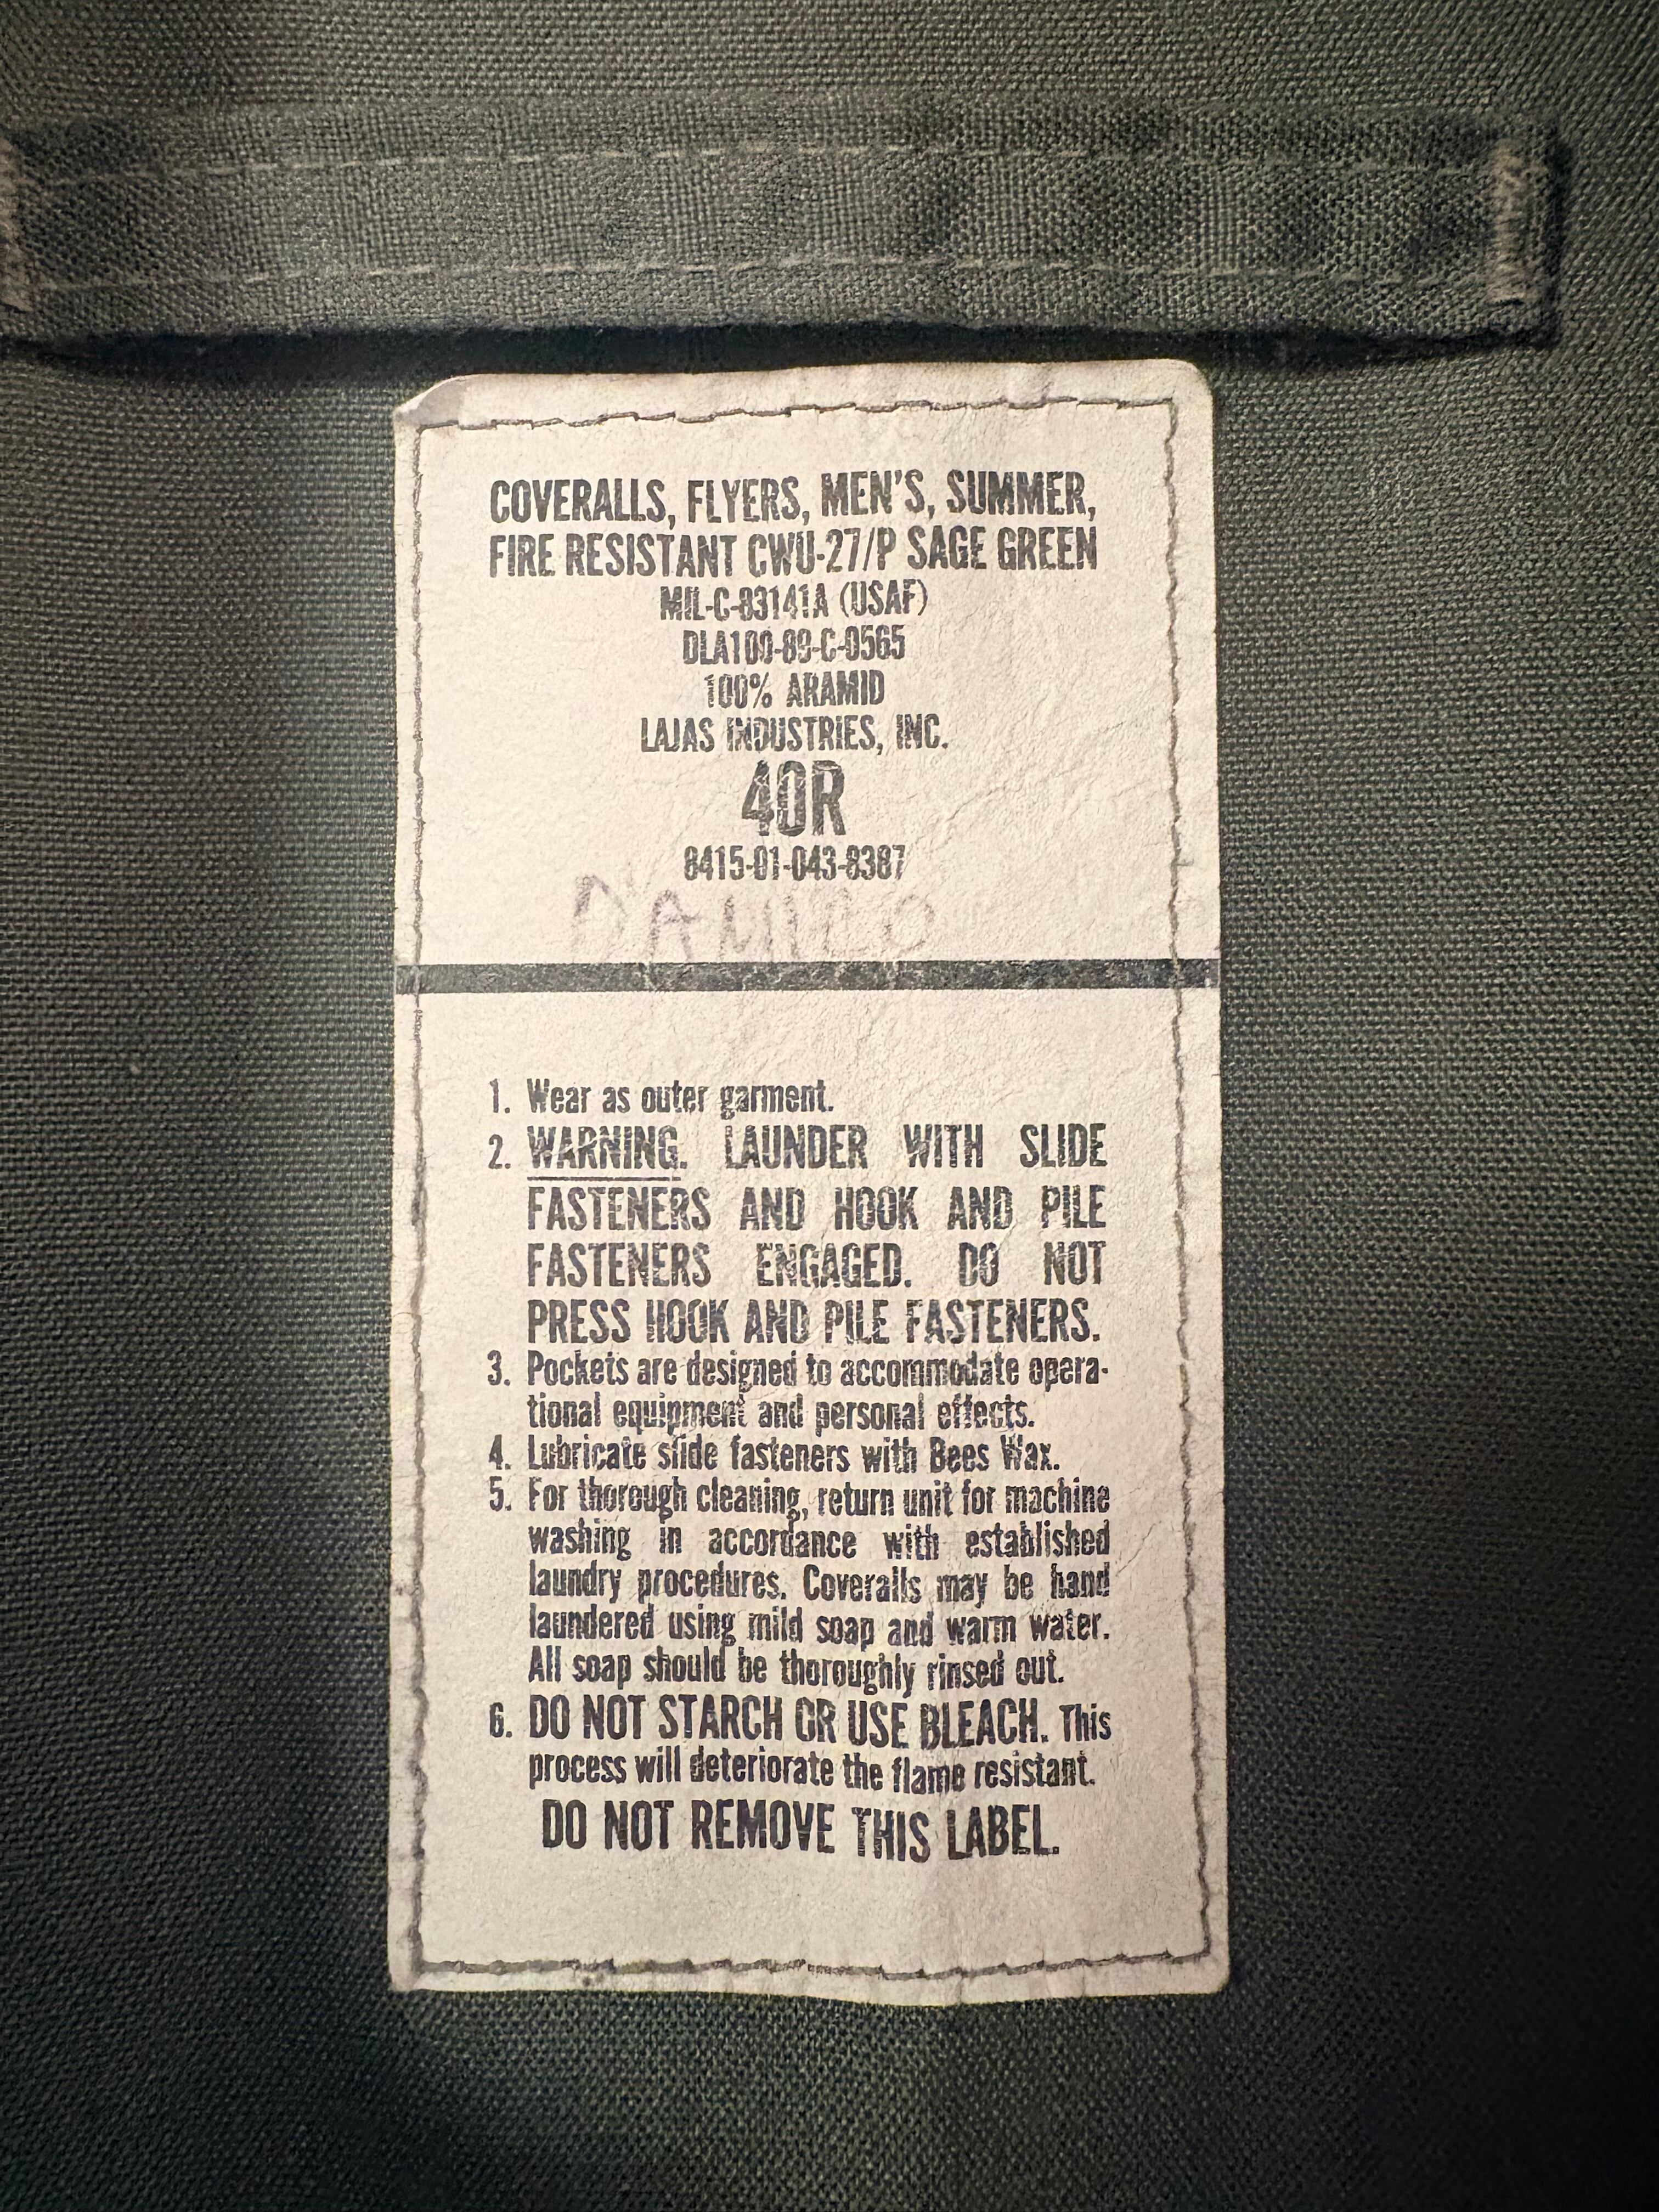 COVERALLS, FLYERS, MEN'S, SUMMER,
FIRE RESISTANT CWU-27/P SAGE GREEN
MIL-C-83141A (USAF)
DLA100-89-C-0565
100% ARAMID
LAJAS INDUSTRIES, INC.
40R
8415-01-043-8387
1. Wear as outer garment.
2. WARNING. LAUNDER WITH SLIDE
FASTENERS AND HOOK AND PILE
FASTENERS ENGAGED. DO NOT
PRESS HOOK AND PILE FASTENERS.
3. Pockets are designed to accommodate opera-
tional equipment and personal effects.
4. Lubricate slide fasteners with Bees Wax.
5. For thorough cleaning, return unit for machine
washing in accordance with established
laundry procedures. Coveralls may be hand
laundered using mild soap and warm water.
All soap should be thoroughly rinsed out.
6. DO NOT STARCH OR USE BLEACH. This
process will deteriorate the flame resistant.
DO NOT REMOVE THIS LABEL.